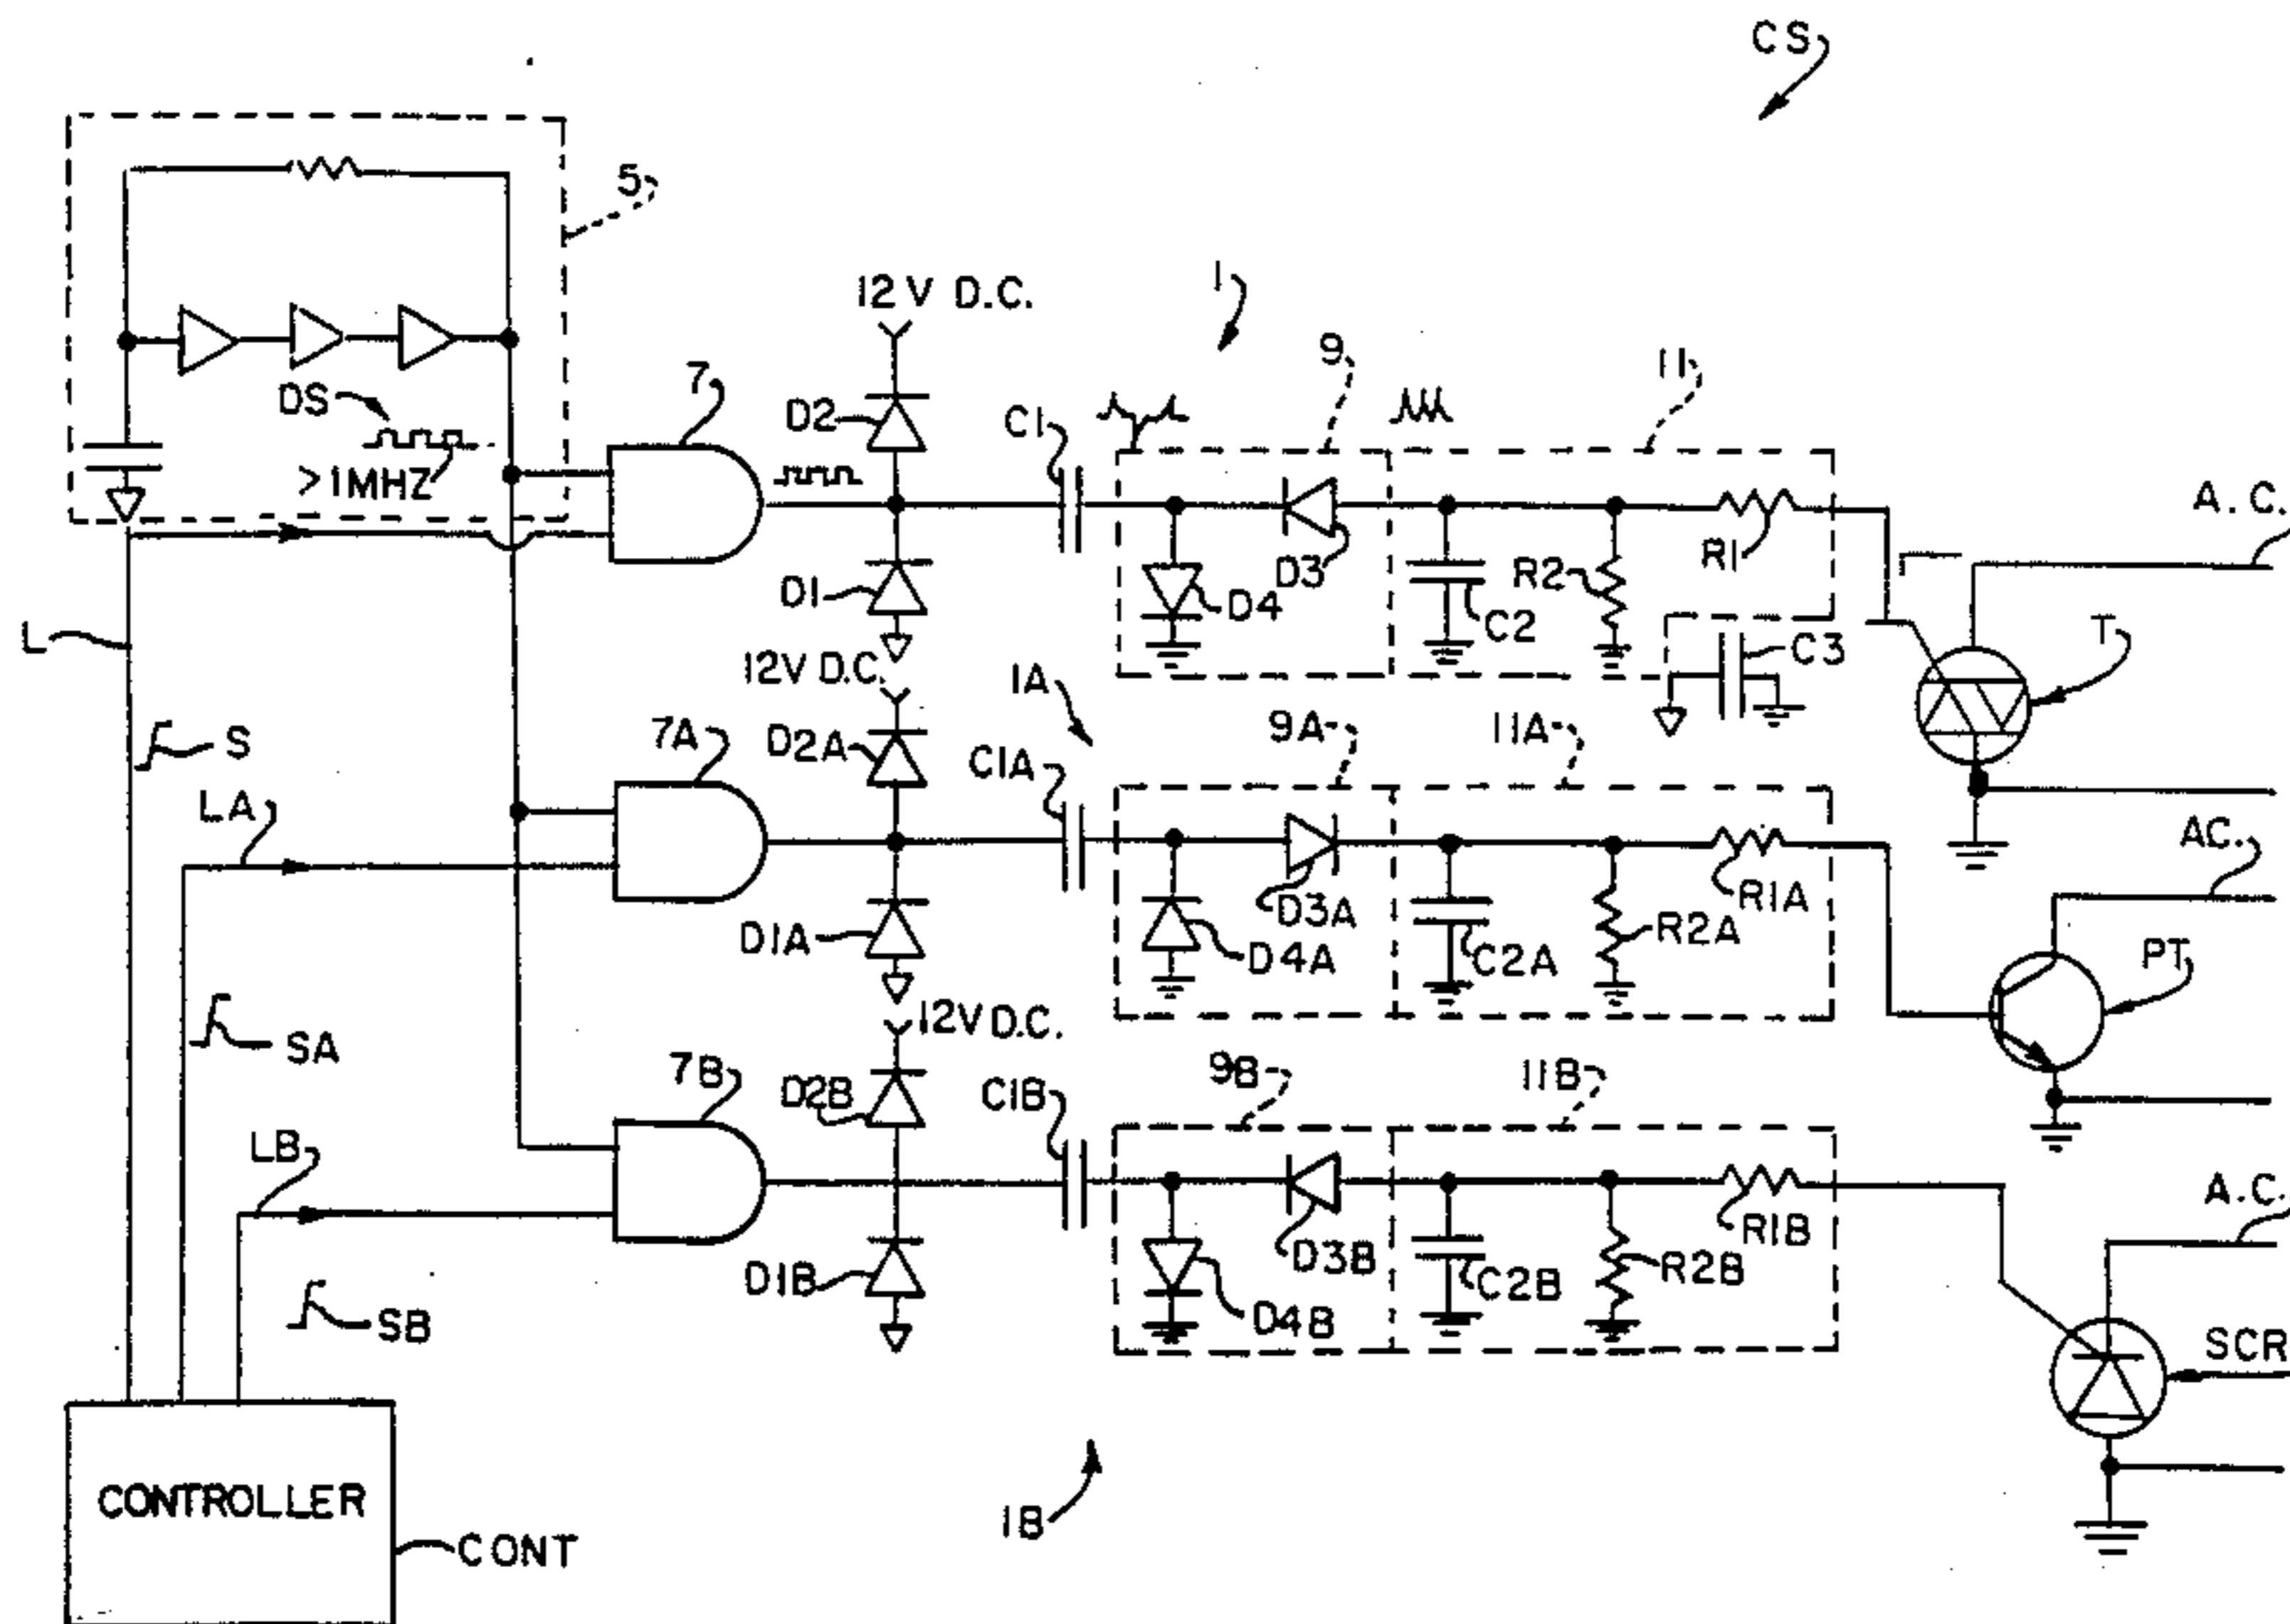 CS
5
12 V D.C.
1
9
11
7
D2
C1
DS
>1MHZ
A.C.
D3
R1
D1
D4
C2
R2
L
T
C3
12V D.C.
1A
S
7A
D2A
9A
11A
C1A
LA
AC.
D3A
R1A
D1A
D4A
C2A
R2A
PT
12V D.C.
SA
7B
D2B
C1B
9B
11B
LB
A.C.
D3B
R1B
D1B
D4B
C2B
R2B
SB
SCR
CONTROLLER
CONT
1B